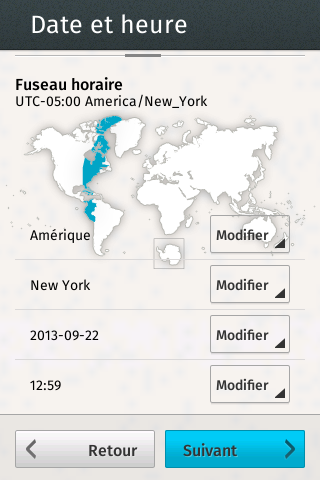 Date et heure
Fuseau horaire
UTC-05:00 America/New_York
Amérique Modifier
New York Modifier
2013-09-22 Modifier
12:59 Modifier
Retour Suivant